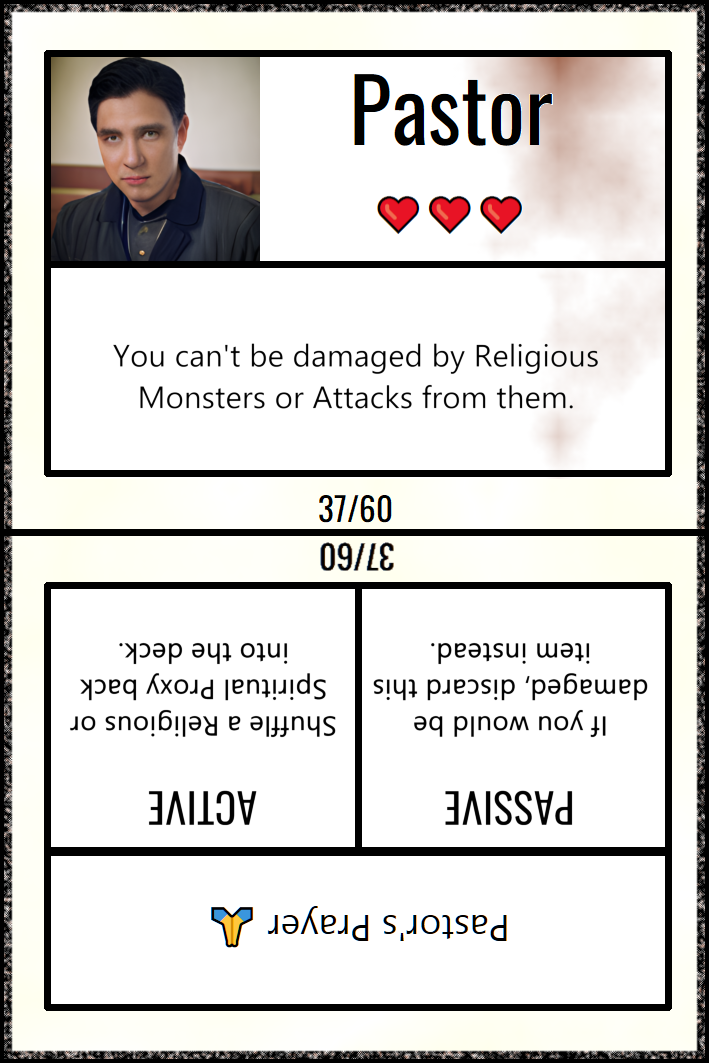 Pastor
You can't be damaged by Religious
Monsters or Attacks from them.
37/60
37/60
Pastor's Prayer
PASSIVE
If you would be
damaged, discard this
item instead.
ACTIVE
Shuffle a Religious or
Spiritual Proxy back
into the deck.